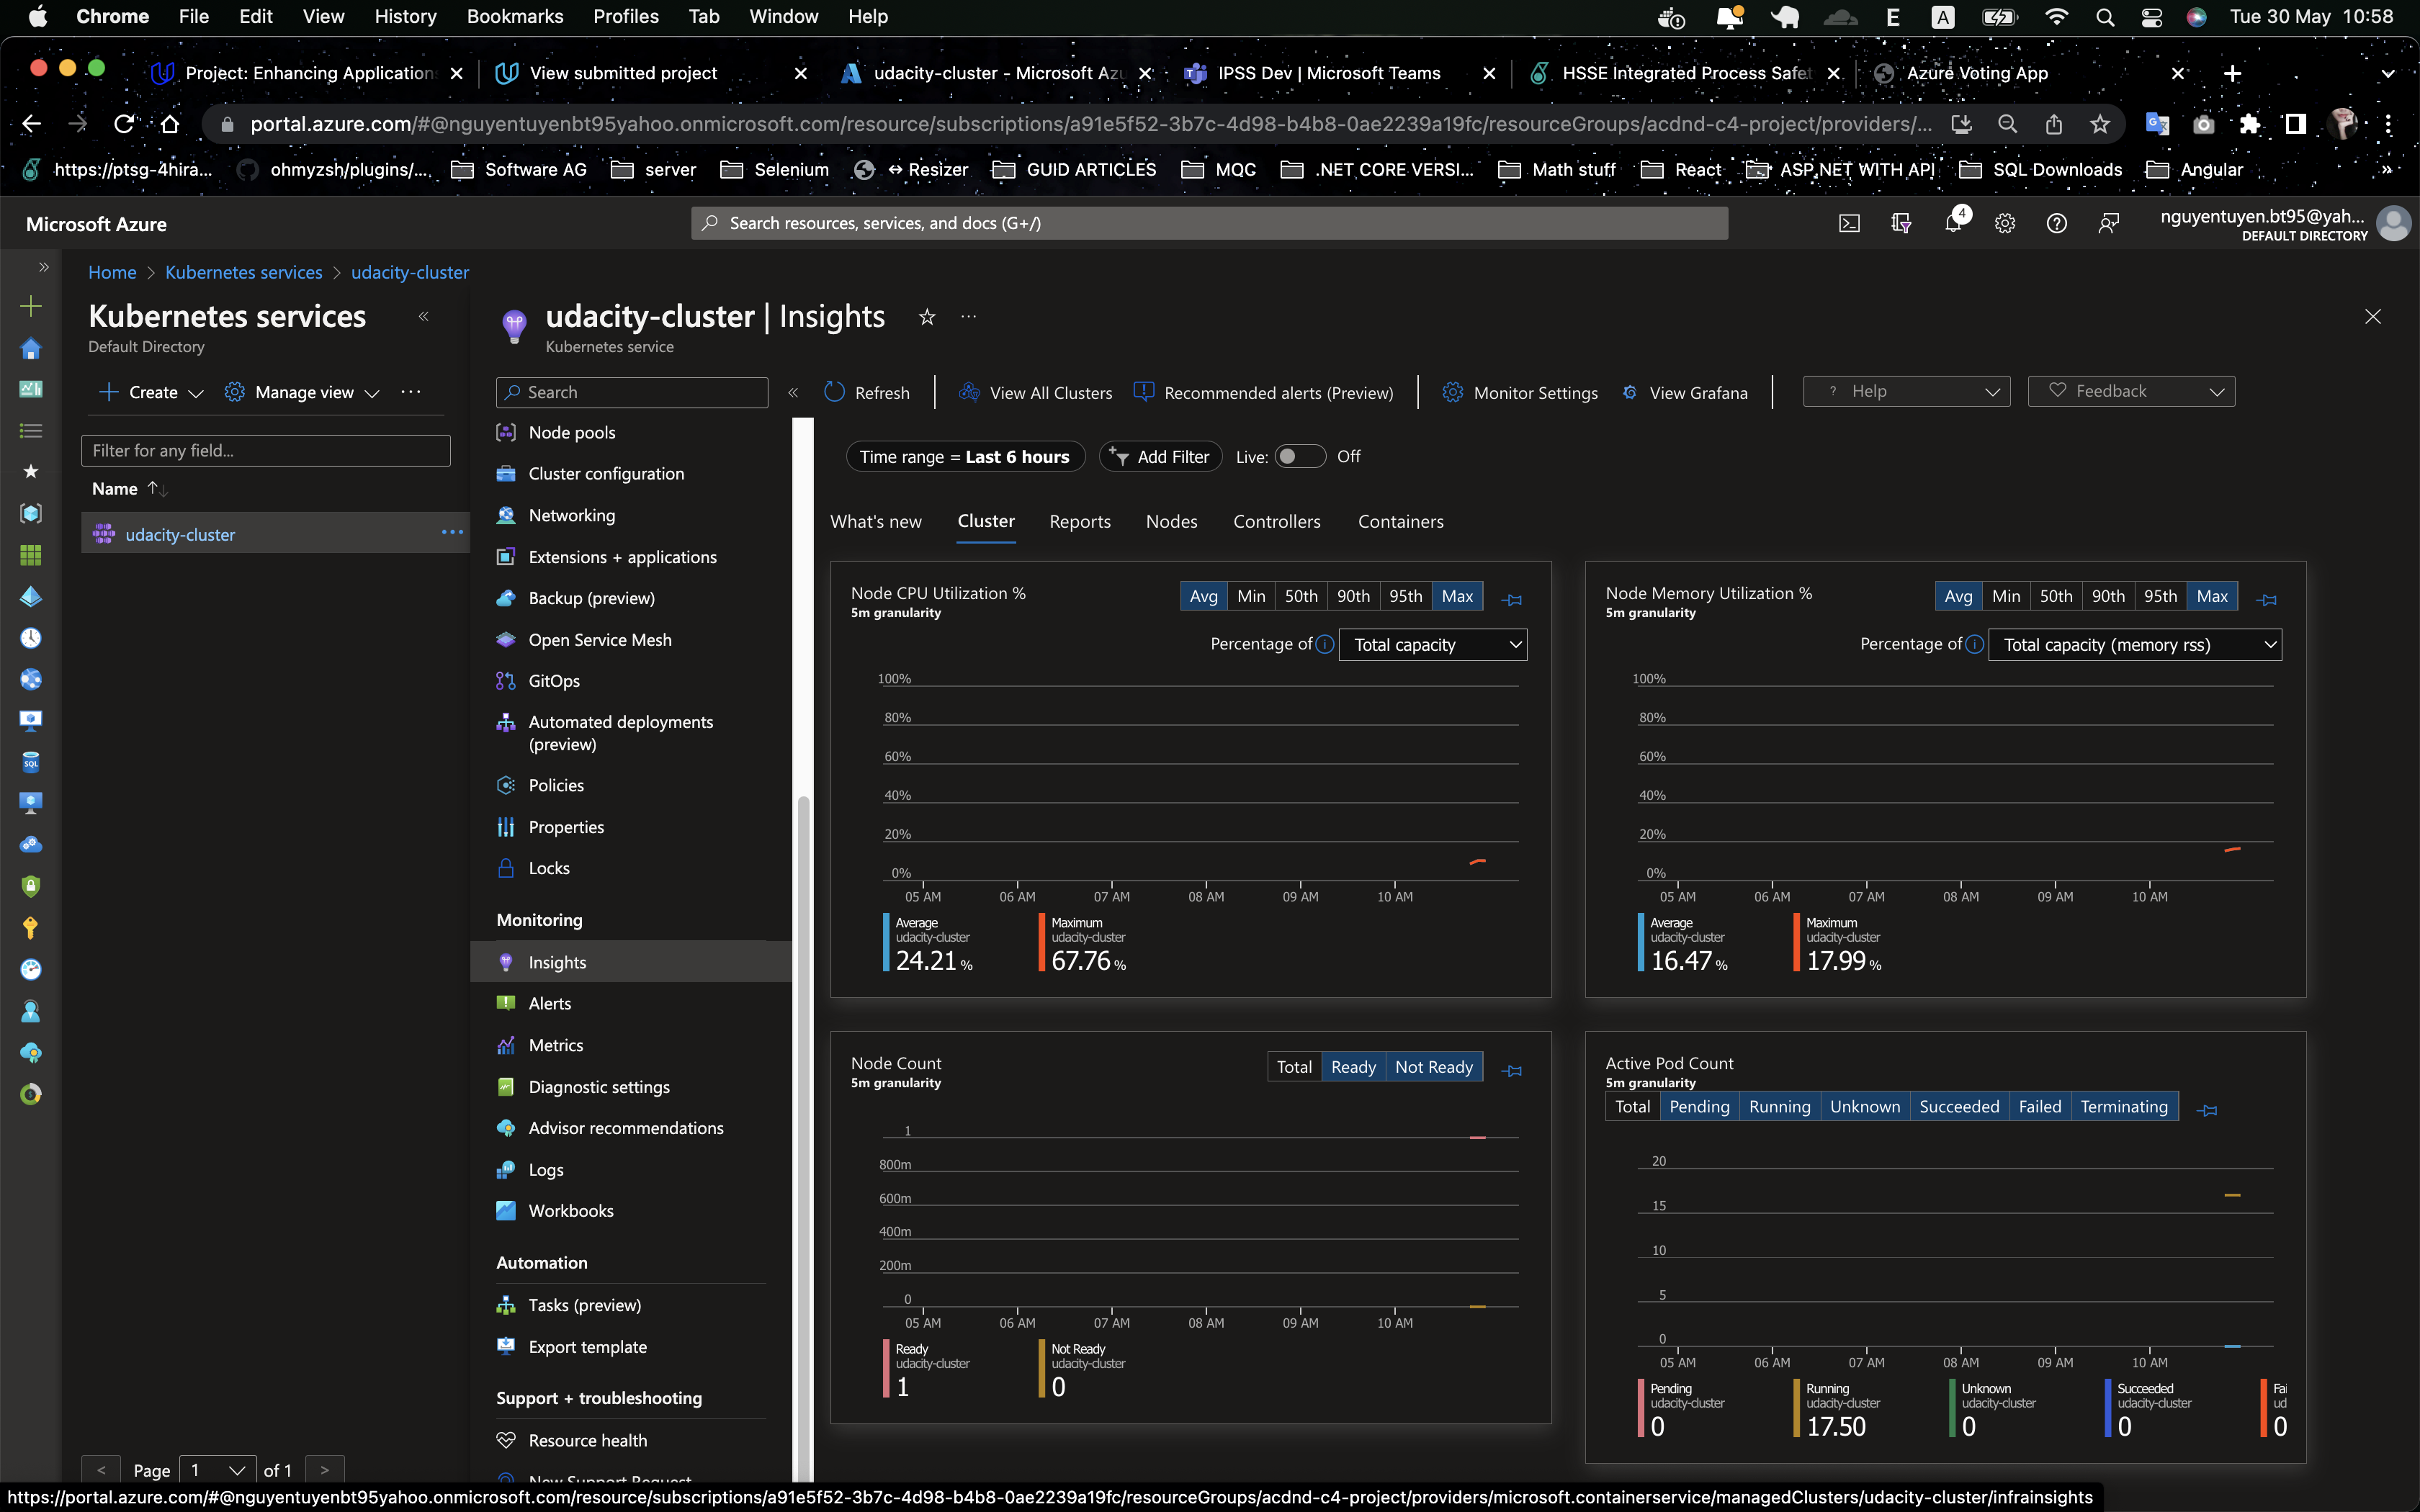 Chrome File Edit View History Bookmarks Profiles Tab Window Help E A Tue 30 May 10:58
Project: Enhancing Application View submitted project udacity-cluster - Microsoft Azu IPSS Dev | Microsoft Teams HSSE Integrated Process Safet Azure Voting App
portal.azure.com/#@nguyentuyenbt95yahoo.onmicrosoft.com/resource/subscriptions/a91e5f52-3b7c-4d98-b4b8-0ae2239a19fc/resourceGroups/acdnd-c4-project/providers/...
https://ptsg-4hira... ohmyzsh/plugins/... Software AG server Selenium ↔ Resizer GUID ARTICLES MQC .NET CORE VERSI... Math stuff React ASP.NET WITH API SQL Downloads Angular »
Microsoft Azure
Search resources, services, and docs (G+/)
4
nguyentuyen.bt95@yah...
DEFAULT DIRECTORY
Home > Kubernetes services > udacity-cluster
Kubernetes services
Default Directory
Create Manage view ...
Filter for any field...
Name ↑↓
udacity-cluster ...
Page 1 of 1
udacity-cluster | Insights ...
Kubernetes service
Search
Node pools
Cluster configuration
Networking
Extensions + applications
Backup (preview)
Open Service Mesh
GitOps
Automated deployments
(preview)
Policies
Properties
Locks
Monitoring
Insights
Alerts
Metrics
Diagnostic settings
Advisor recommendations
Logs
Workbooks
Automation
Tasks (preview)
Export template
Support + troubleshooting
Resource health
New Support Request
Refresh View All Clusters Recommended alerts (Preview) Monitor Settings View Grafana ? Help Feedback
Time range = Last 6 hours Add Filter Live: Off
What's new Cluster Reports Nodes Controllers Containers
Node CPU Utilization %
5m granularity
Avg Min 50th 90th 95th Max
Percentage of Total capacity
100%
80%
60%
40%
20%
0%
05 AM 06 AM 07 AM 08 AM 09 AM 10 AM
Average Maximum
udacity-cluster udacity-cluster
24.21 % 67.76 %
Node Memory Utilization %
5m granularity
Avg Min 50th 90th 95th Max
Percentage of Total capacity (memory rss)
100%
80%
60%
40%
20%
0%
05 AM 06 AM 07 AM 08 AM 09 AM 10 AM
Average Maximum
udacity-cluster udacity-cluster
16.47 % 17.99 %
Node Count
5m granularity
Total Ready Not Ready
1
800m
600m
400m
200m
0
05 AM 06 AM 07 AM 08 AM 09 AM 10 AM
Ready Not Ready
udacity-cluster udacity-cluster
1 0
Active Pod Count
5m granularity
Total Pending Running Unknown Succeeded Failed Terminating
20
15
10
5
0
05 AM 06 AM 07 AM 08 AM 09 AM 10 AM
Pending Running Unknown Succeeded Fai
udacity-cluster udacity-cluster udacity-cluster udacity-cluster ud
0 17.50 0 0 0
https://portal.azure.com/#@nguyentuyenbt95yahoo.onmicrosoft.com/resource/subscriptions/a91e5f52-3b7c-4d98-b4b8-0ae2239a19fc/resourceGroups/acdnd-c4-project/providers/microsoft.containerservice/managedClusters/udacity-cluster/infrainsights